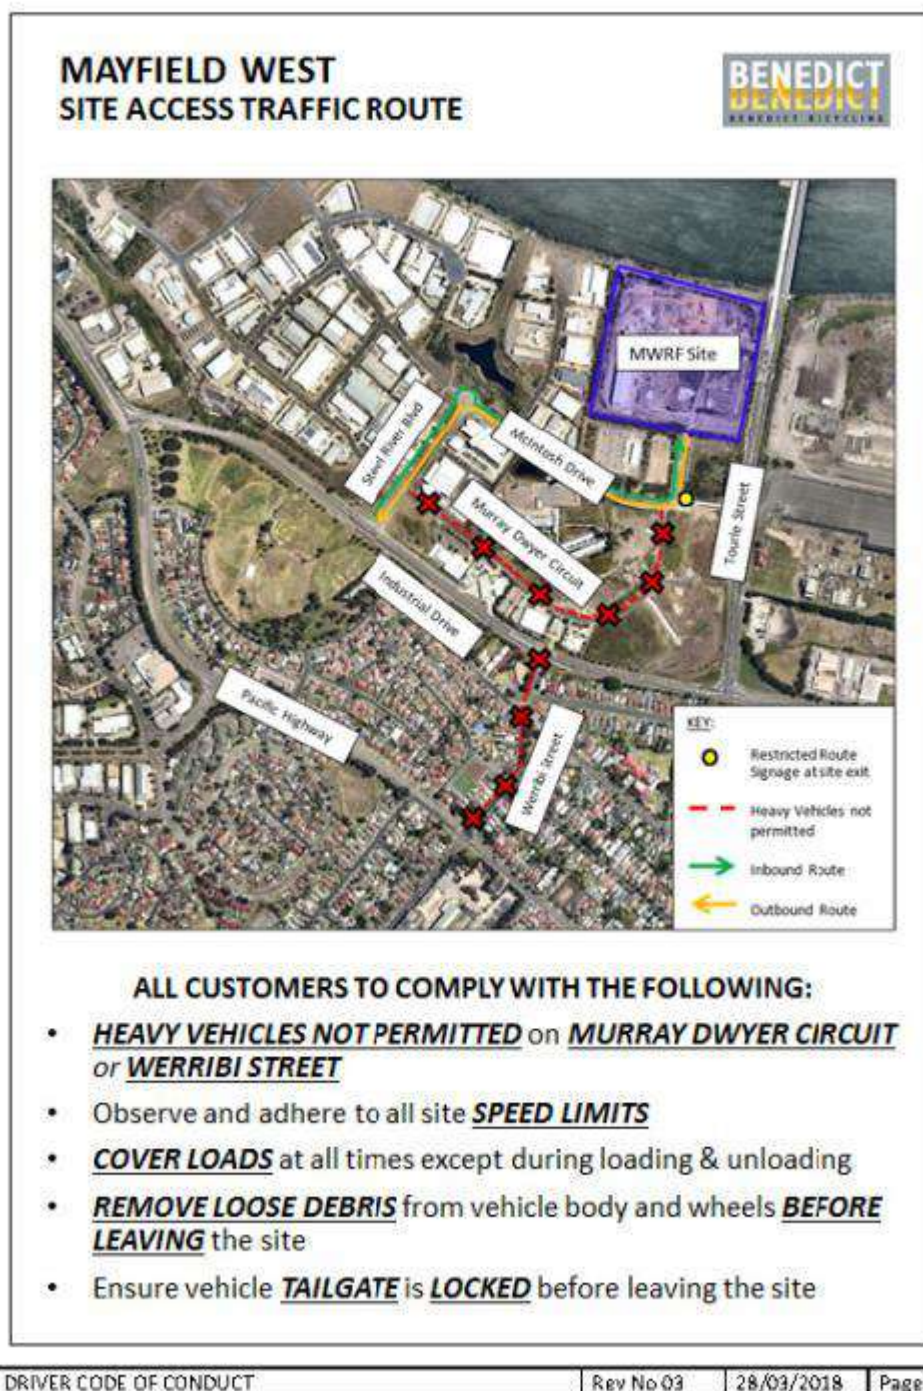 MAYFIELD WEST
SITE ACCESS TRAFFIC ROUTE
BENEDICT
BENEDICT
BENEDICT RICYCLING
MWRF Site
Steel River Blvd
McIntosh Drive
Murray Dwyer Circuit
Tourle Street
Industrial Drive
Pacific Highway
Werribi Street
KEY:
Restricted Route
Signage at site exit
Heavy Vehicles not
permitted
Inbound Route
Outbound Route
ALL CUSTOMERS TO COMPLY WITH THE FOLLOWING:
• HEAVY VEHICLES NOT PERMITTED on MURRAY DWYER CIRCUIT
or WERRIBI STREET
• Observe and adhere to all site SPEED LIMITS
• COVER LOADS at all times except during loading & unloading
• REMOVE LOOSE DEBRIS from vehicle body and wheels BEFORE
LEAVING the site
• Ensure vehicle TAILGATE is LOCKED before leaving the site
DRIVER CODE OF CONDUCT Rev No 03 28/03/2018 Page